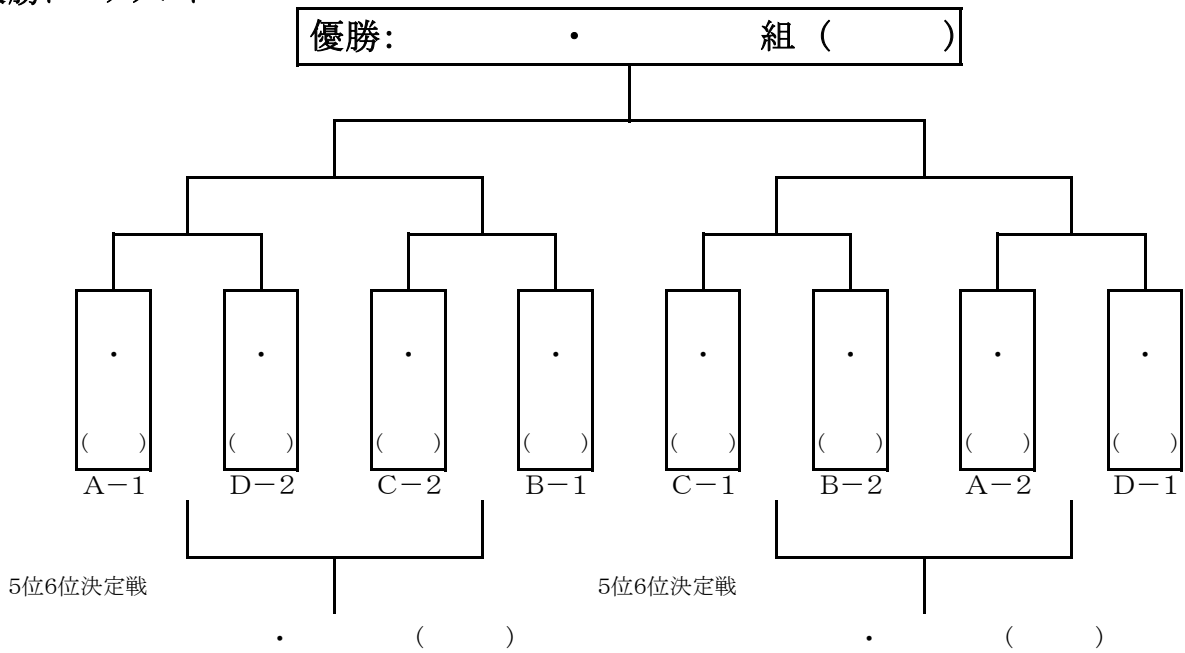 優勝: ・ 組 ( )
・ ・ ・ ・ ・ ・ ・ ・
( ) ( ) ( ) ( ) ( ) ( ) ( ) ( )
A－1 D－2 C－2 B－1 C－1 B－2 A－2 D－1
5位6位決定戦 5位6位決定戦
・ ( ) ・ ( )